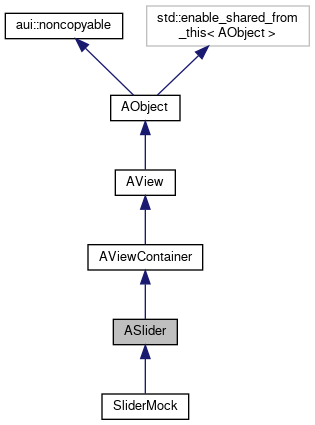 aui::noncopyable
std::enable_shared_from
_this< AObject >
AObject
AView
AViewContainer
ASlider
SliderMock